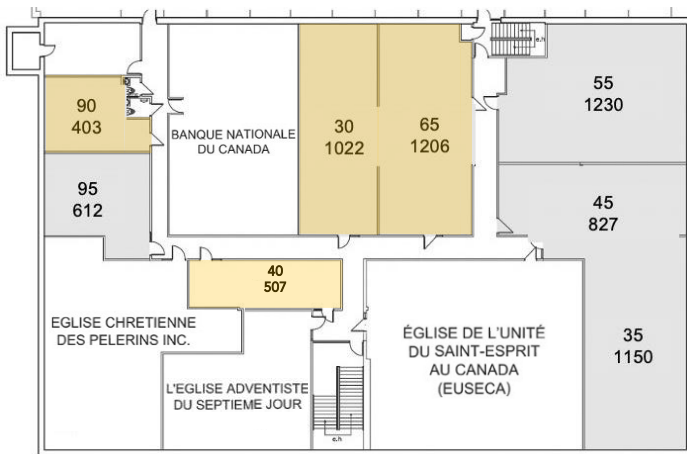 e.h
55
1230
90
403
BANQUE NATIONALE
DU CANADA
30
1022
65
1206
95
612
45
827
40
507
EGLISE CHRETIENNE
DES PELERINS INC.
ÉGLISE DE L'UNITÉ
DU SAINT-ESPRIT
AU CANADA
(EUSECA)
35
1150
L'EGLISE ADVENTISTE
DU SEPTIEME JOUR
e.h